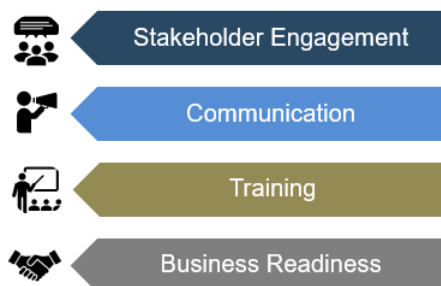 Stakeholder Engagement
Communication
Training
Business Readiness